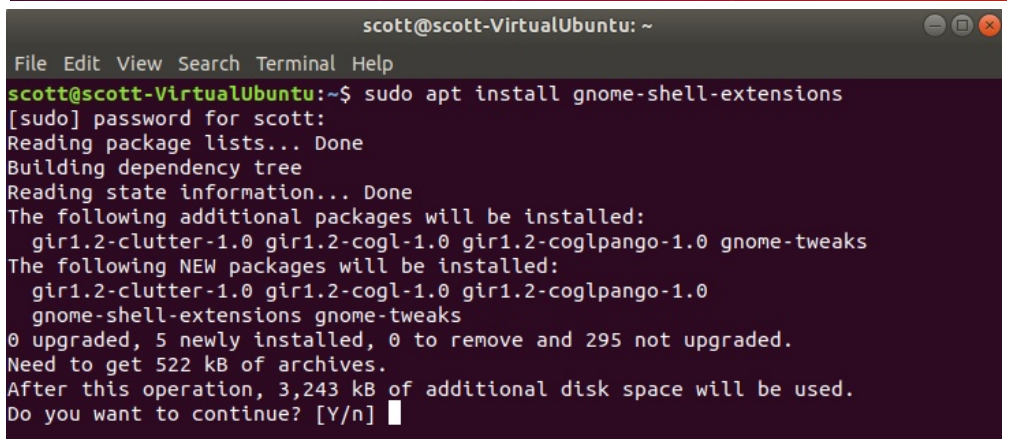 scott@scott-VirtualUbuntu: ~
File Edit View Search Terminal Help
scott@scott-VirtualUbuntu:~$ sudo apt install gnome-shell-extensions
[sudo] password for scott:
Reading package lists... Done
Building dependency tree
Reading state information... Done
The following additional packages will be installed:
  gir1.2-clutter-1.0 gir1.2-cogl-1.0 gir1.2-coglpango-1.0 gnome-tweaks
The following NEW packages will be installed:
  gir1.2-clutter-1.0 gir1.2-cogl-1.0 gir1.2-coglpango-1.0
  gnome-shell-extensions gnome-tweaks
0 upgraded, 5 newly installed, 0 to remove and 295 not upgraded.
Need to get 522 kB of archives.
After this operation, 3,243 kB of additional disk space will be used.
Do you want to continue? [Y/n]